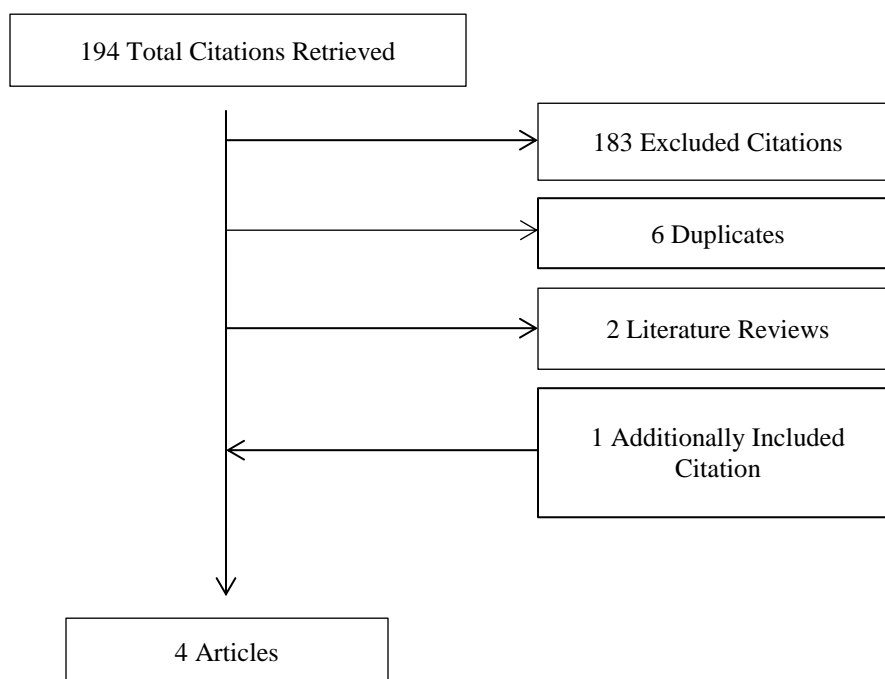 194 Total Citations Retrieved
183 Excluded Citations
6 Duplicates
2 Literature Reviews
1 Additionally Included
Citation
4 Articles